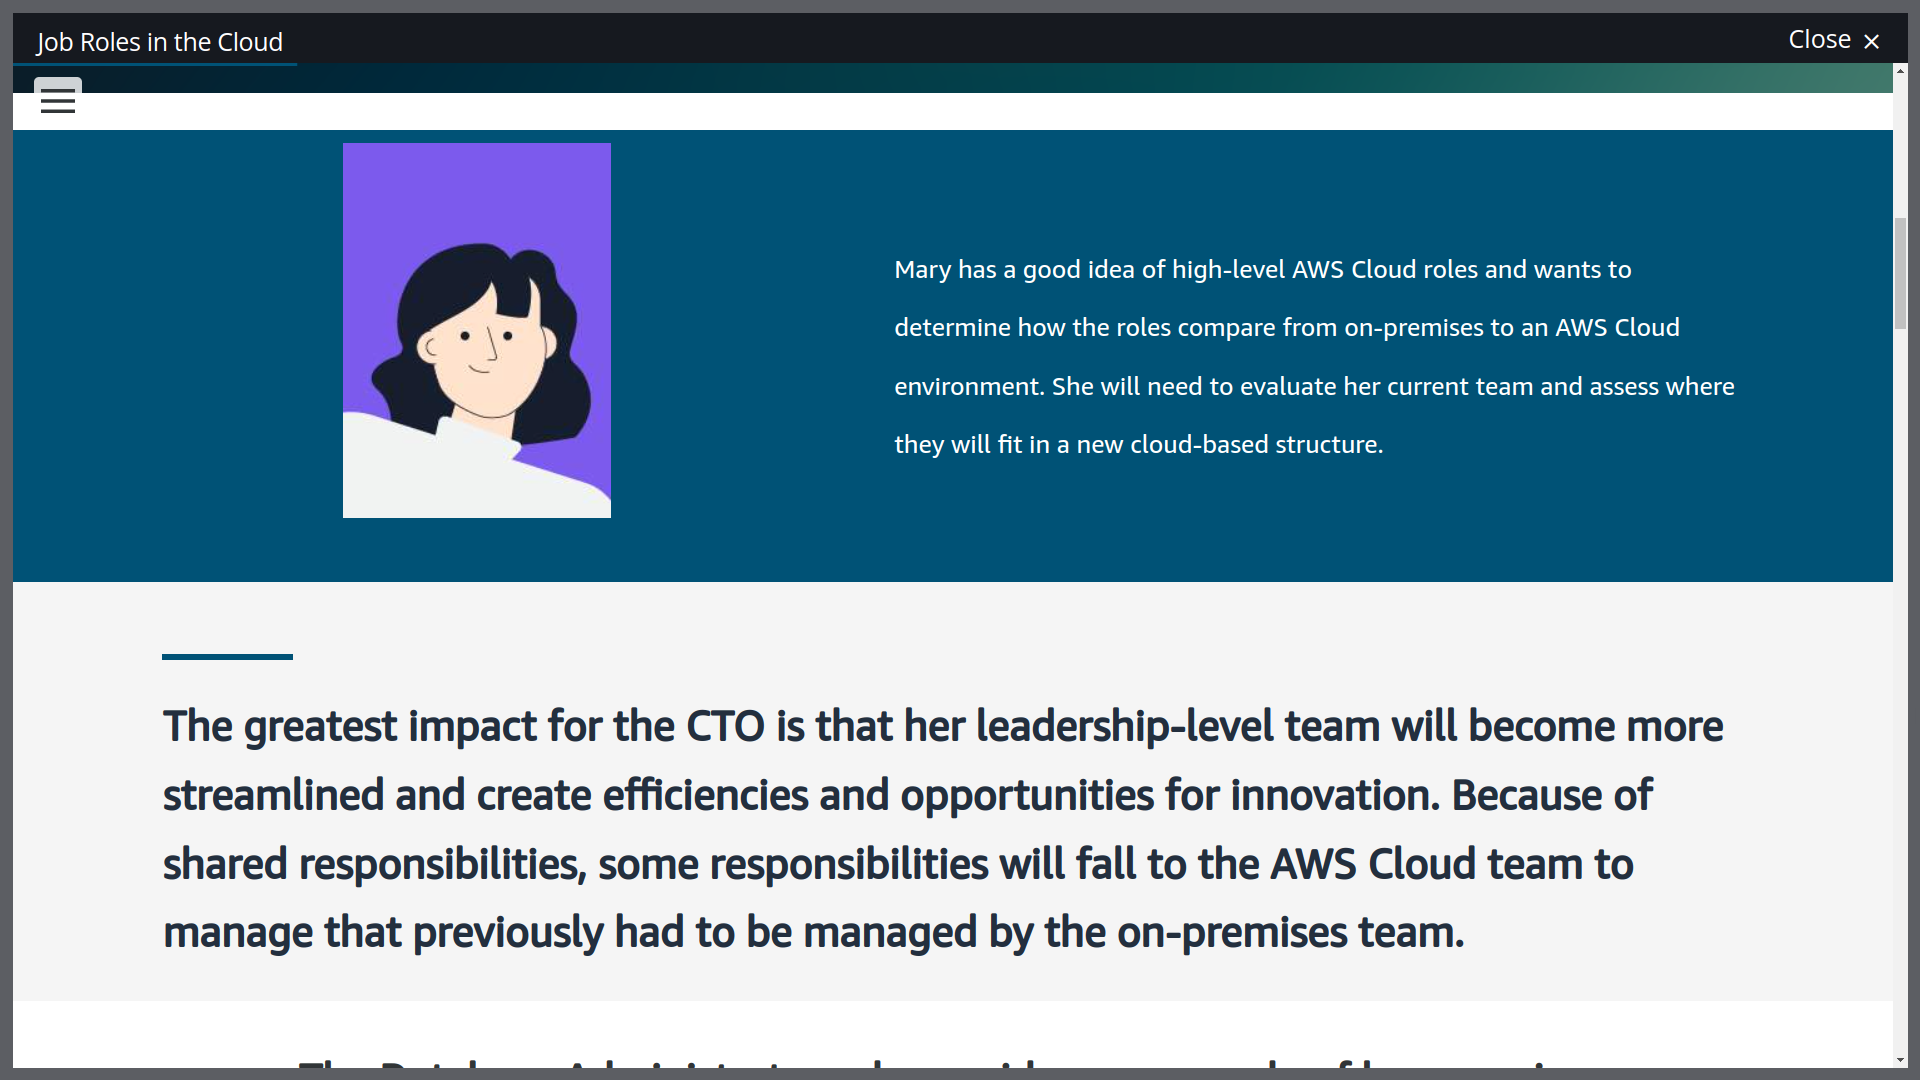 Job Roles in the Cloud
Close ×
Mary has a good idea of high-level AWS Cloud roles and wants to
determine how the roles compare from on-premises to an AWS Cloud
environment. She will need to evaluate her current team and assess where
they will fit in a new cloud-based structure.
The greatest impact for the CTO is that her leadership-level team will become more
streamlined and create efficiencies and opportunities for innovation. Because of
shared responsibilities, some responsibilities will fall to the AWS Cloud team to
manage that previously had to be managed by the on-premises team.